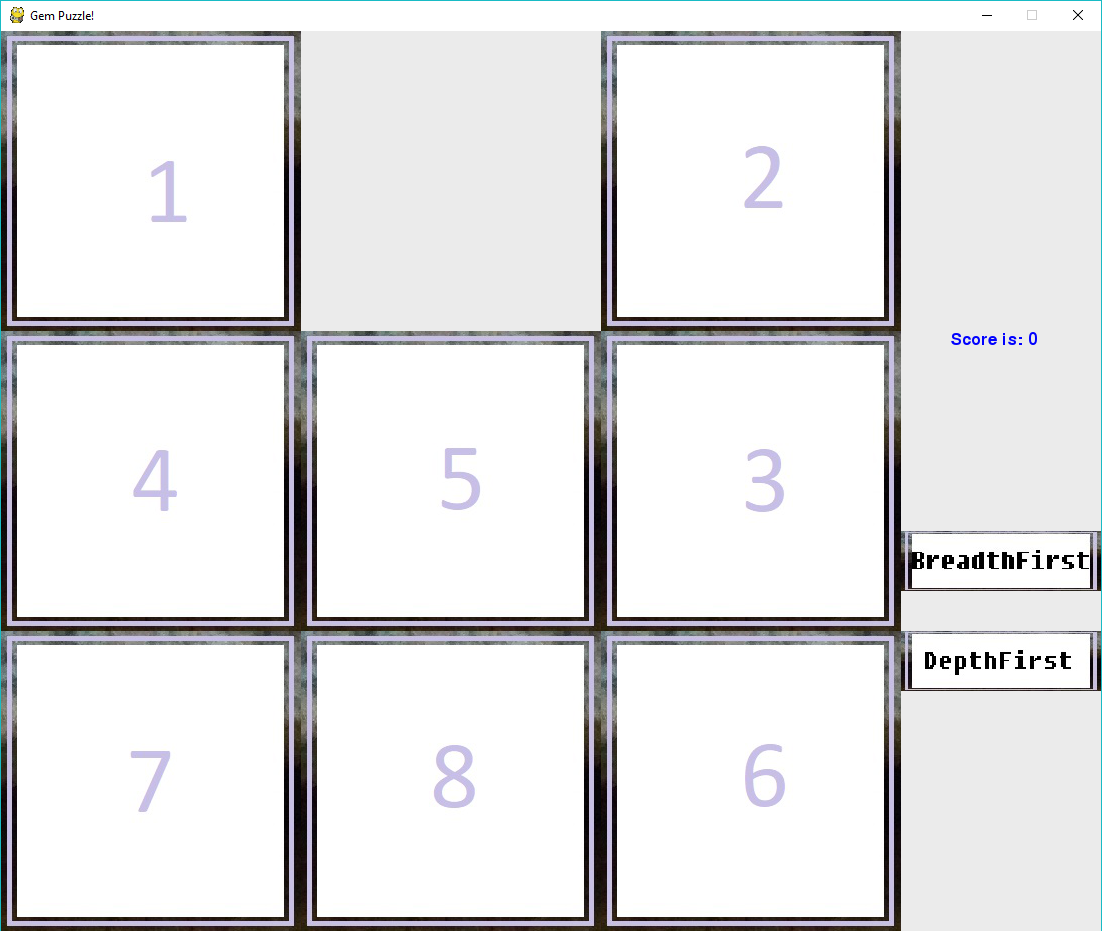 Gem Puzzle!
1 2
Score is: 0
4 5 3
BreadthFirst
DepthFirst
7 8 6